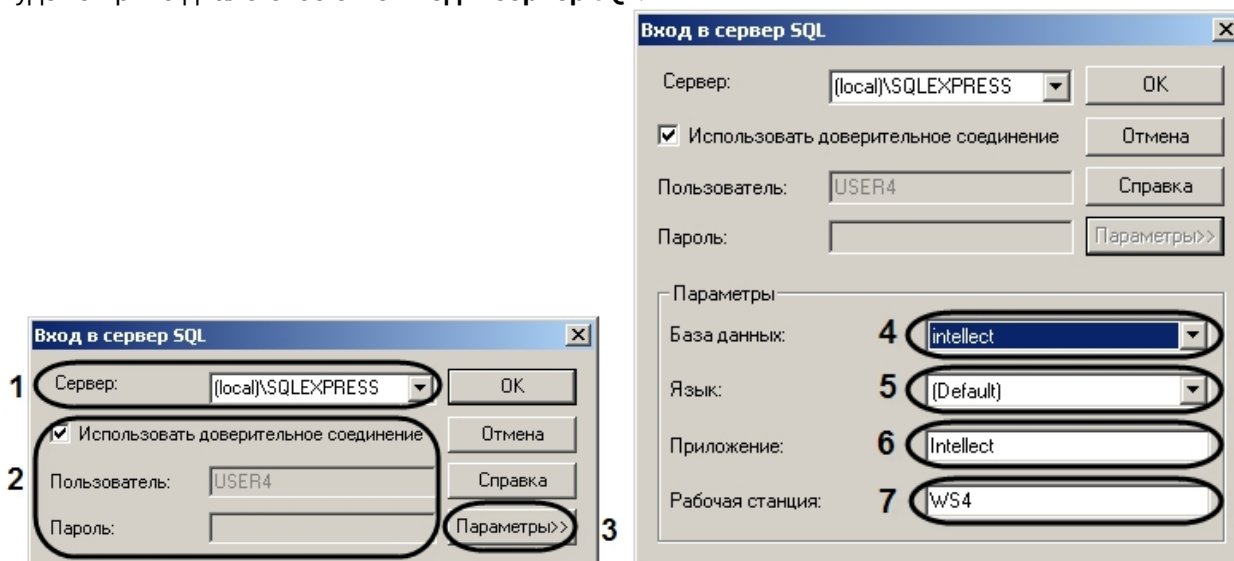 Вход в сервер SQL
Сервер: (local)\SQLEXPRESS OK
Использовать доверительное соединение Отмена
Пользователь: USER4 Справка
Пароль: Параметры>>
Параметры
База данных: 4 intellect
Язык: 5 (Default)
Приложение: 6 Intellect
Рабочая станция: 7 WS4
Вход в сервер SQL
1 Сервер: (local)\SQLEXPRESS OK
Использовать доверительное соединение Отмена
2 Пользователь: USER4 Справка
Пароль: Параметры>> 3